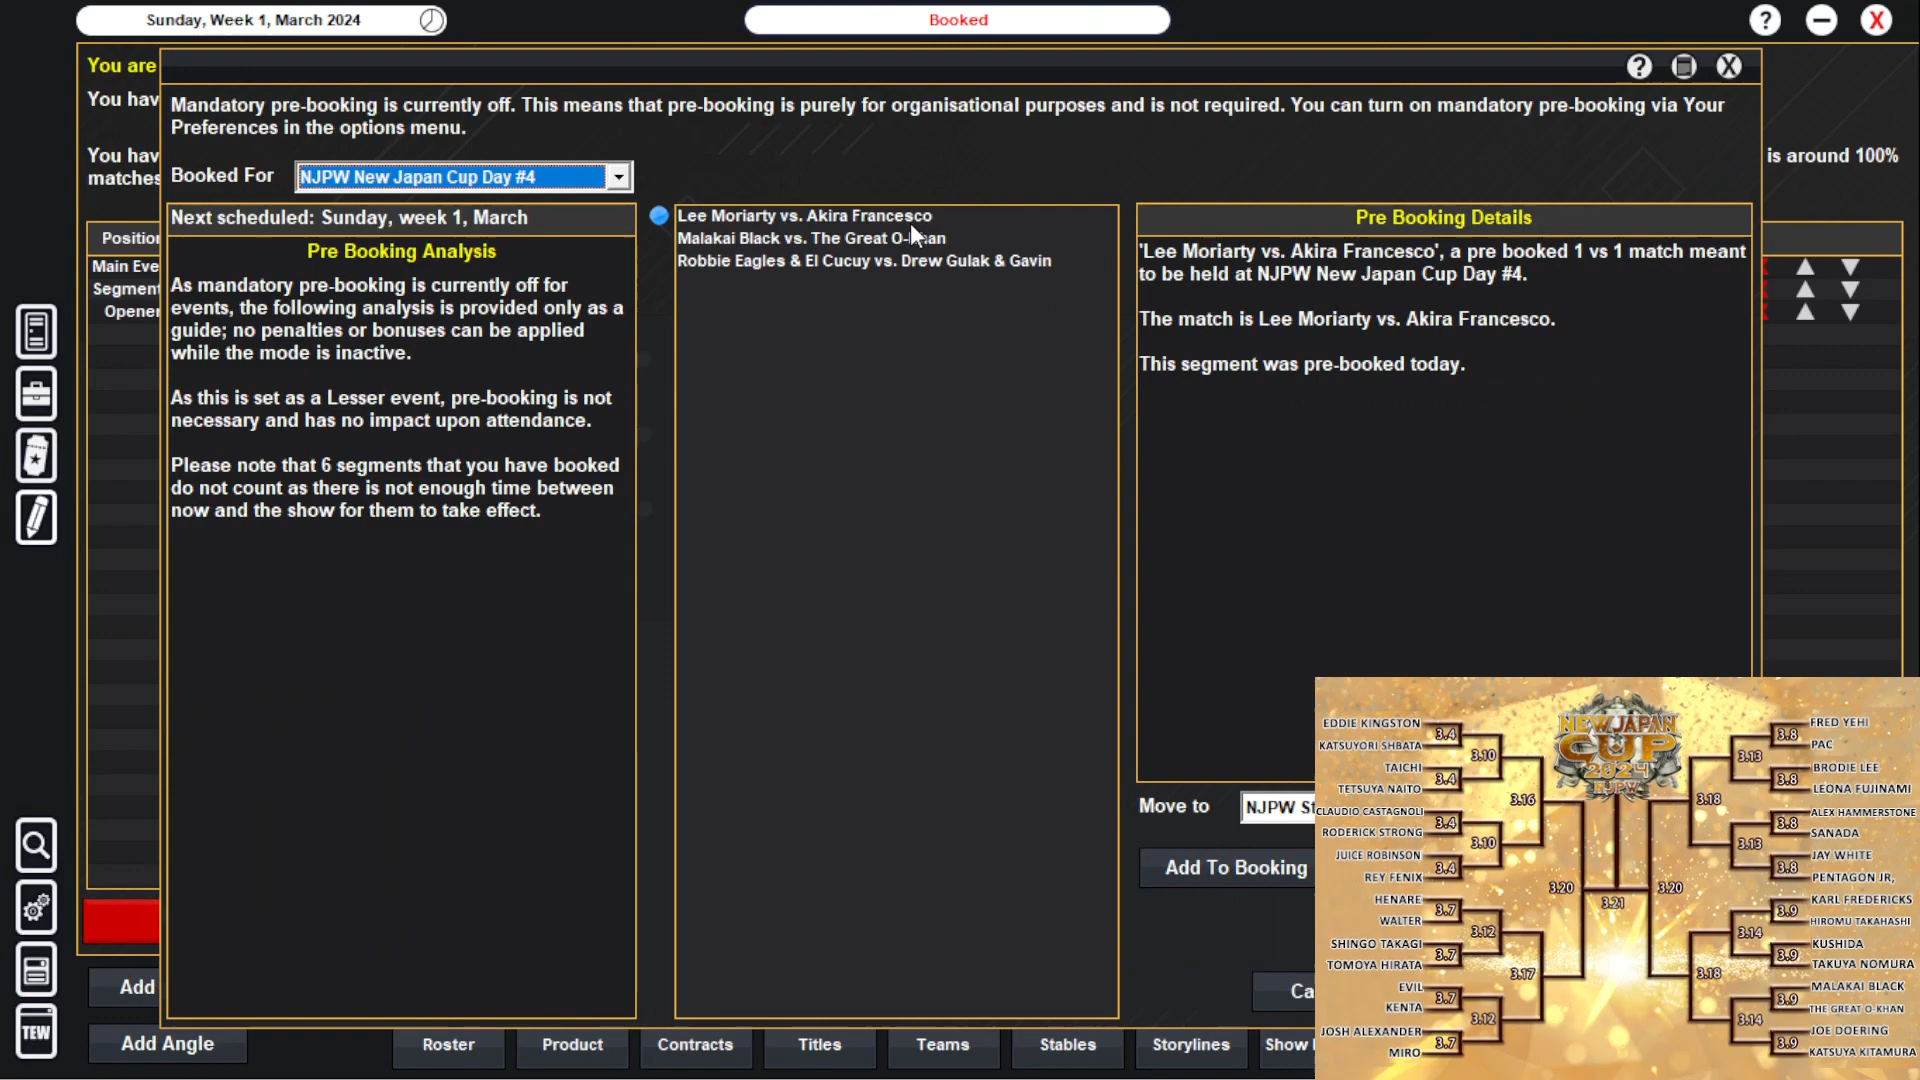 Sunday, Week 1, March 2024
Booked
?
X
You are
?
X
You hav
Mandatory pre-booking is currently off. This means that pre-booking is purely for organisational purposes and is not required. You can turn on mandatory pre-booking via Your
Preferences in the options menu.
You hav
matches
is around 100%
Booked For
NJPW New Japan Cup Day #4
Next scheduled: Sunday, week 1, March
Pre Booking Analysis
As mandatory pre-booking is currently off for
events, the following analysis is provided only as a
guide; no penalties or bonuses can be applied
while the mode is inactive.
As this is set as a Lesser event, pre-booking is not
necessary and has no impact upon attendance.
Please note that 6 segments that you have booked
do not count as there is not enough time between
now and the show for them to take effect.
Lee Moriarty vs. Akira Francesco
Malakai Black vs. The Great O-Khan
Robbie Eagles & El Cucuy vs. Drew Gulak & Gavin
Pre Booking Details
'Lee Moriarty vs. Akira Francesco', a pre booked 1 vs 1 match meant
to be held at NJPW New Japan Cup Day #4.
The match is Lee Moriarty vs. Akira Francesco.
This segment was pre-booked today.
Position
Main Eve
Segment
Opener
Move to
NJPW St
Add To Booking
Ca
Add
Add Angle
Roster
Product
Contracts
Titles
Teams
Stables
Storylines
Show
TEW
NEW JAPAN
CUP
2024
NJPW
EDDIE KINGSTON
KATSUYORI SHBATA
TAICHI
TETSUYA NAITO
CLAUDIO CASTAGNOLI
RODERICK STRONG
JUICE ROBINSON
REY FENIX
HENARE
WALTER
SHINGO TAKAGI
TOMOYA HIRATA
EVIL
KENTA
JOSH ALEXANDER
MIRO
3.4
3.4
3.4
3.4
3.7
3.7
3.7
3.7
3.10
3.10
3.12
3.12
3.16
3.17
3.20
3.21
3.20
3.18
3.18
3.13
3.13
3.14
3.14
3.8
3.8
3.8
3.8
3.9
3.9
3.9
3.9
FRED YEHI
PAC
BRODIE LEE
LEONA FUJINAMI
ALEX HAMMERSTONE
SANADA
JAY WHITE
PENTAGON JR,
KARL FREDERICKS
HIROMU TAKAHASHI
KUSHIDA
TAKUYA NOMURA
MALAKAI BLACK
THE GREAT O-KHAN
JOE DOERING
KATSUYA KITAMURA